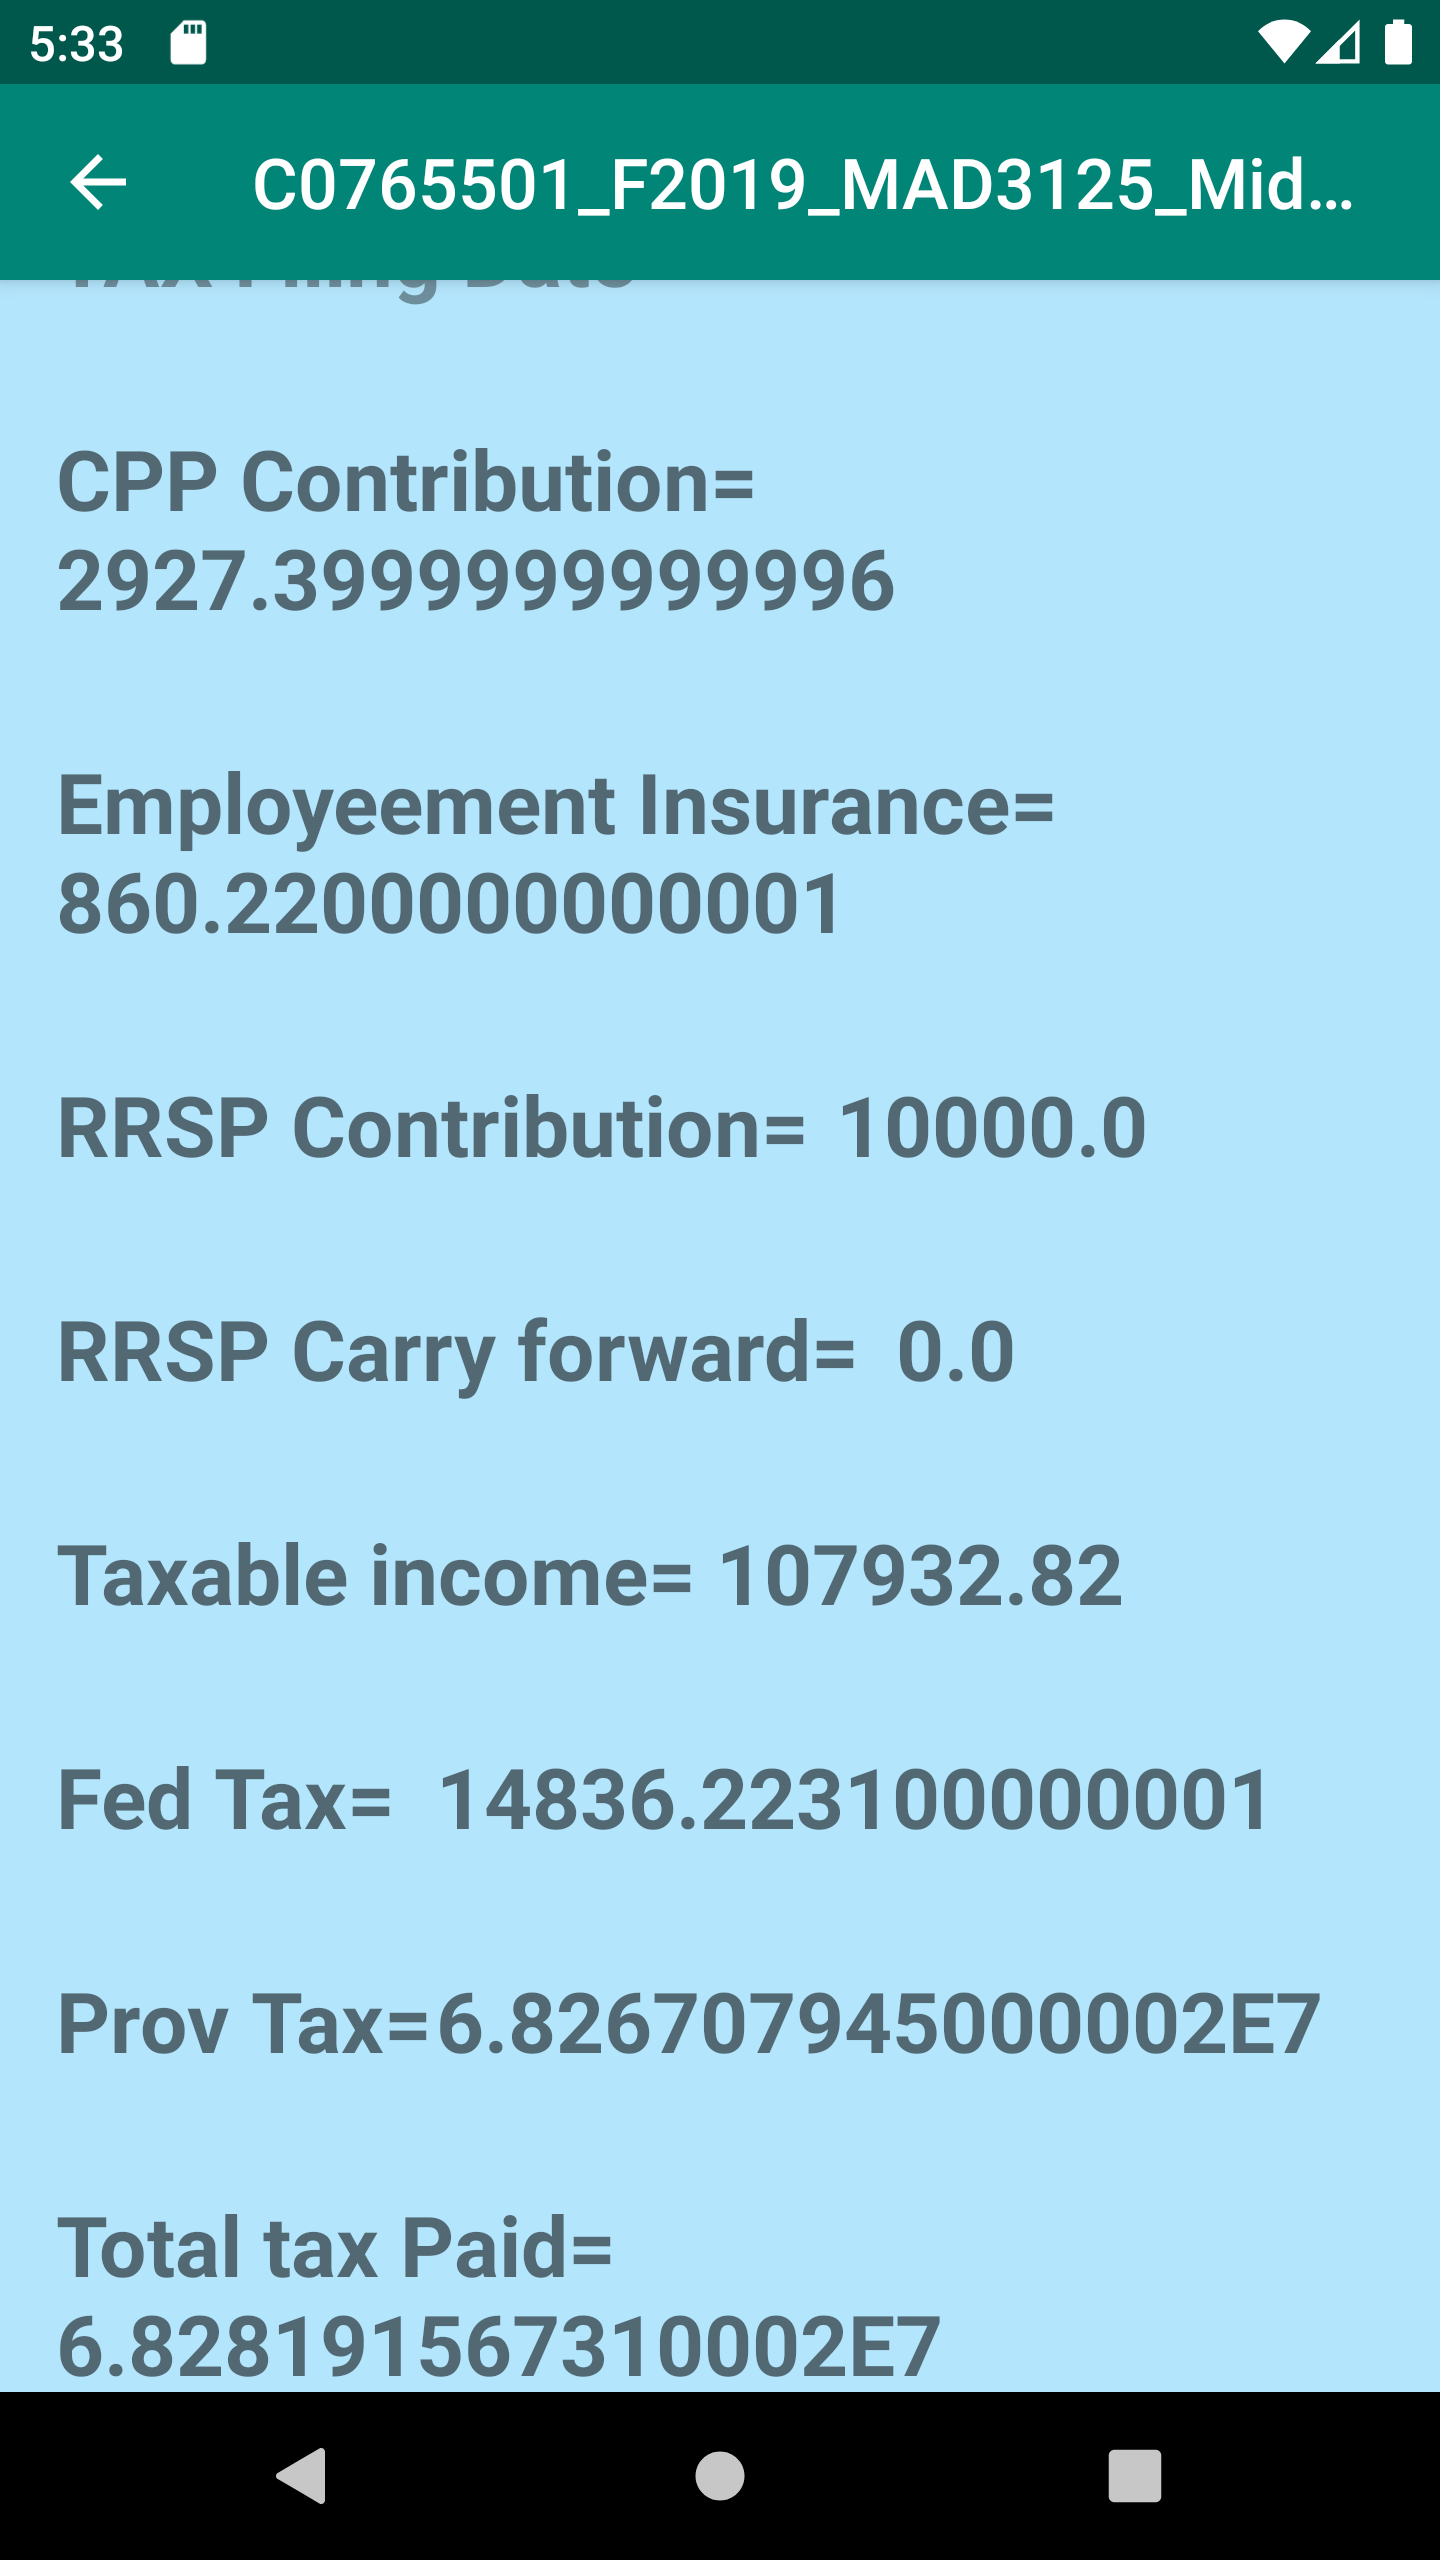 5:33
C0765501_F2019_MAD3125_Mid...
TAX Filing Date
CPP Contribution=
2927.3999999999996
Employeement Insurance=
860.2200000000001
RRSP Contribution= 10000.0
RRSP Carry forward= 0.0
Taxable income= 107932.82
Fed Tax= 14836.223100000001
Prov Tax=6.826707945000002E7
Total tax Paid=
6.828191567310002E7